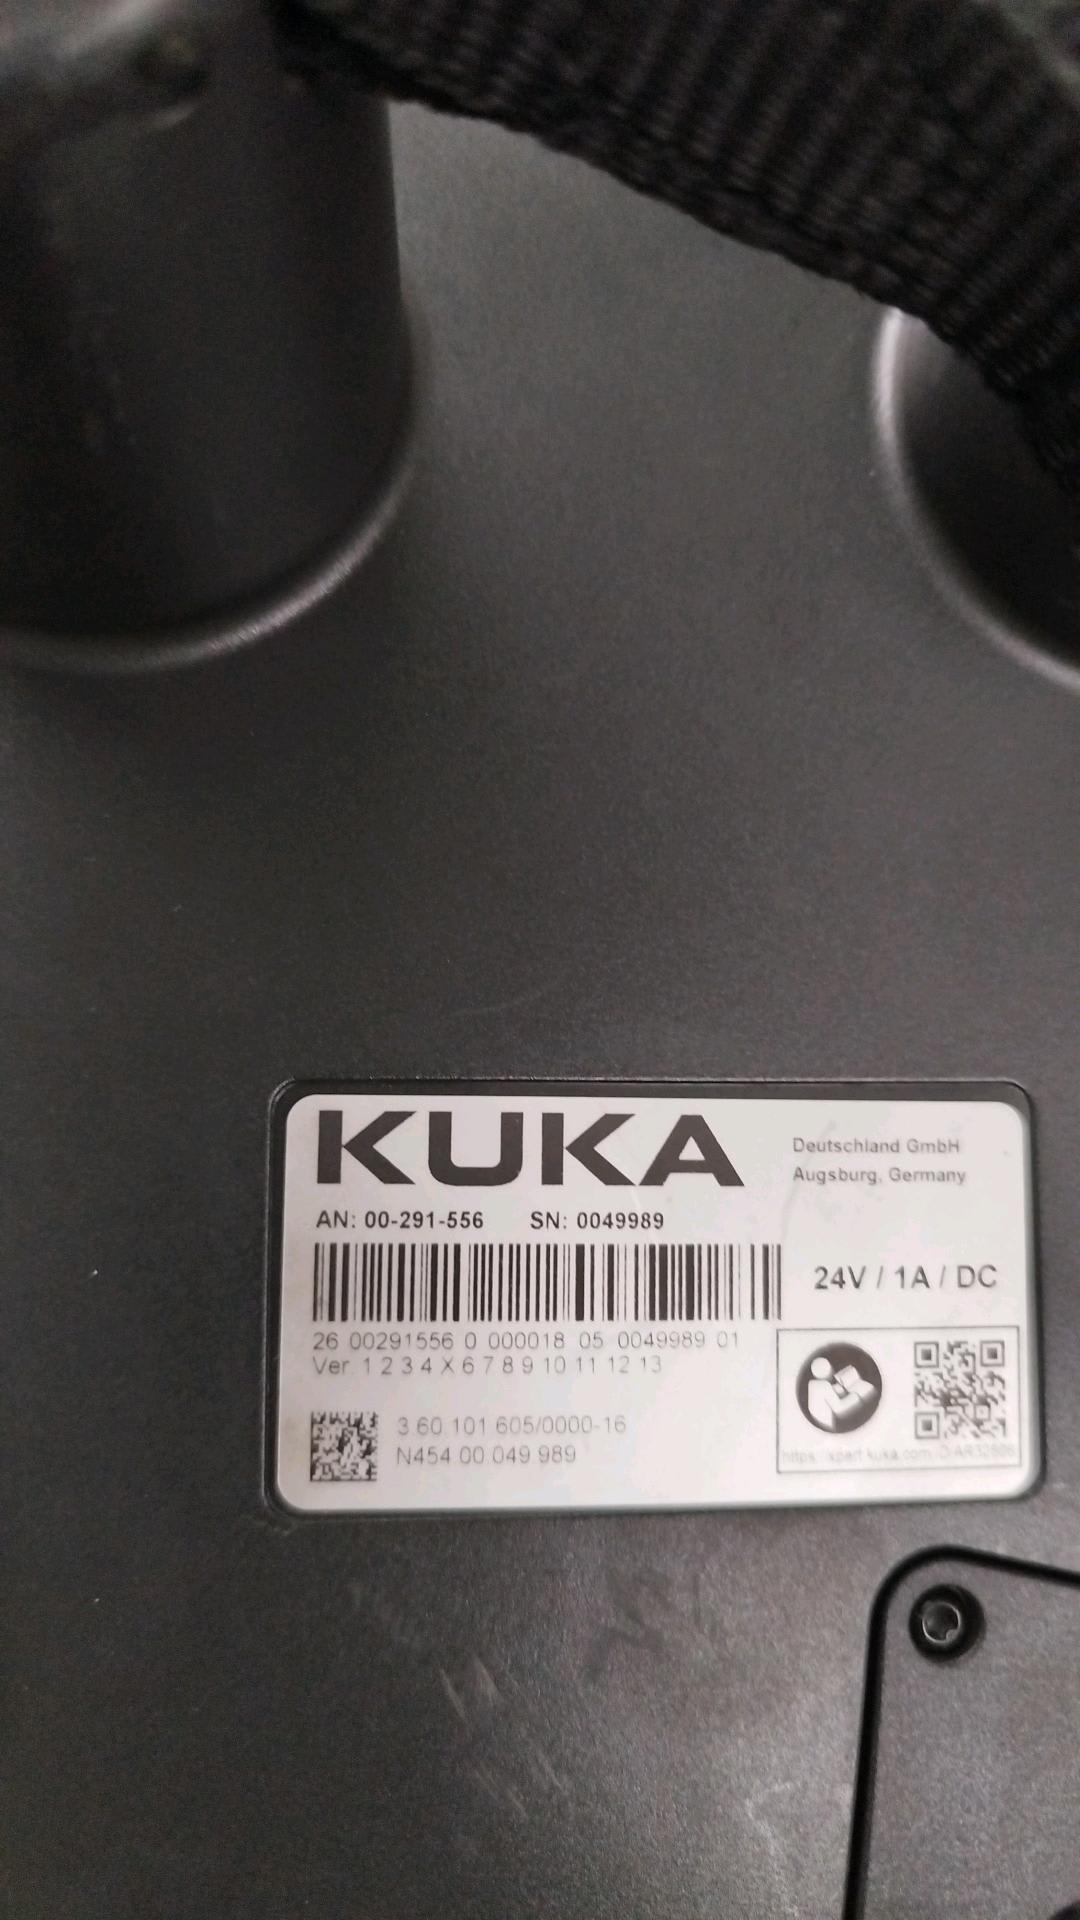 KUKA
Deutschland GmbH
Augsburg, Germany
AN: 00-291-556 SN: 0049989
24V / 1A / DC
26 00291556 0 000018 05 0049989 01
Ver. 1 2 3 4 X 6 7 8 9 10 11 12 13
3 60 101 605/0000-16
N454 00 049 989